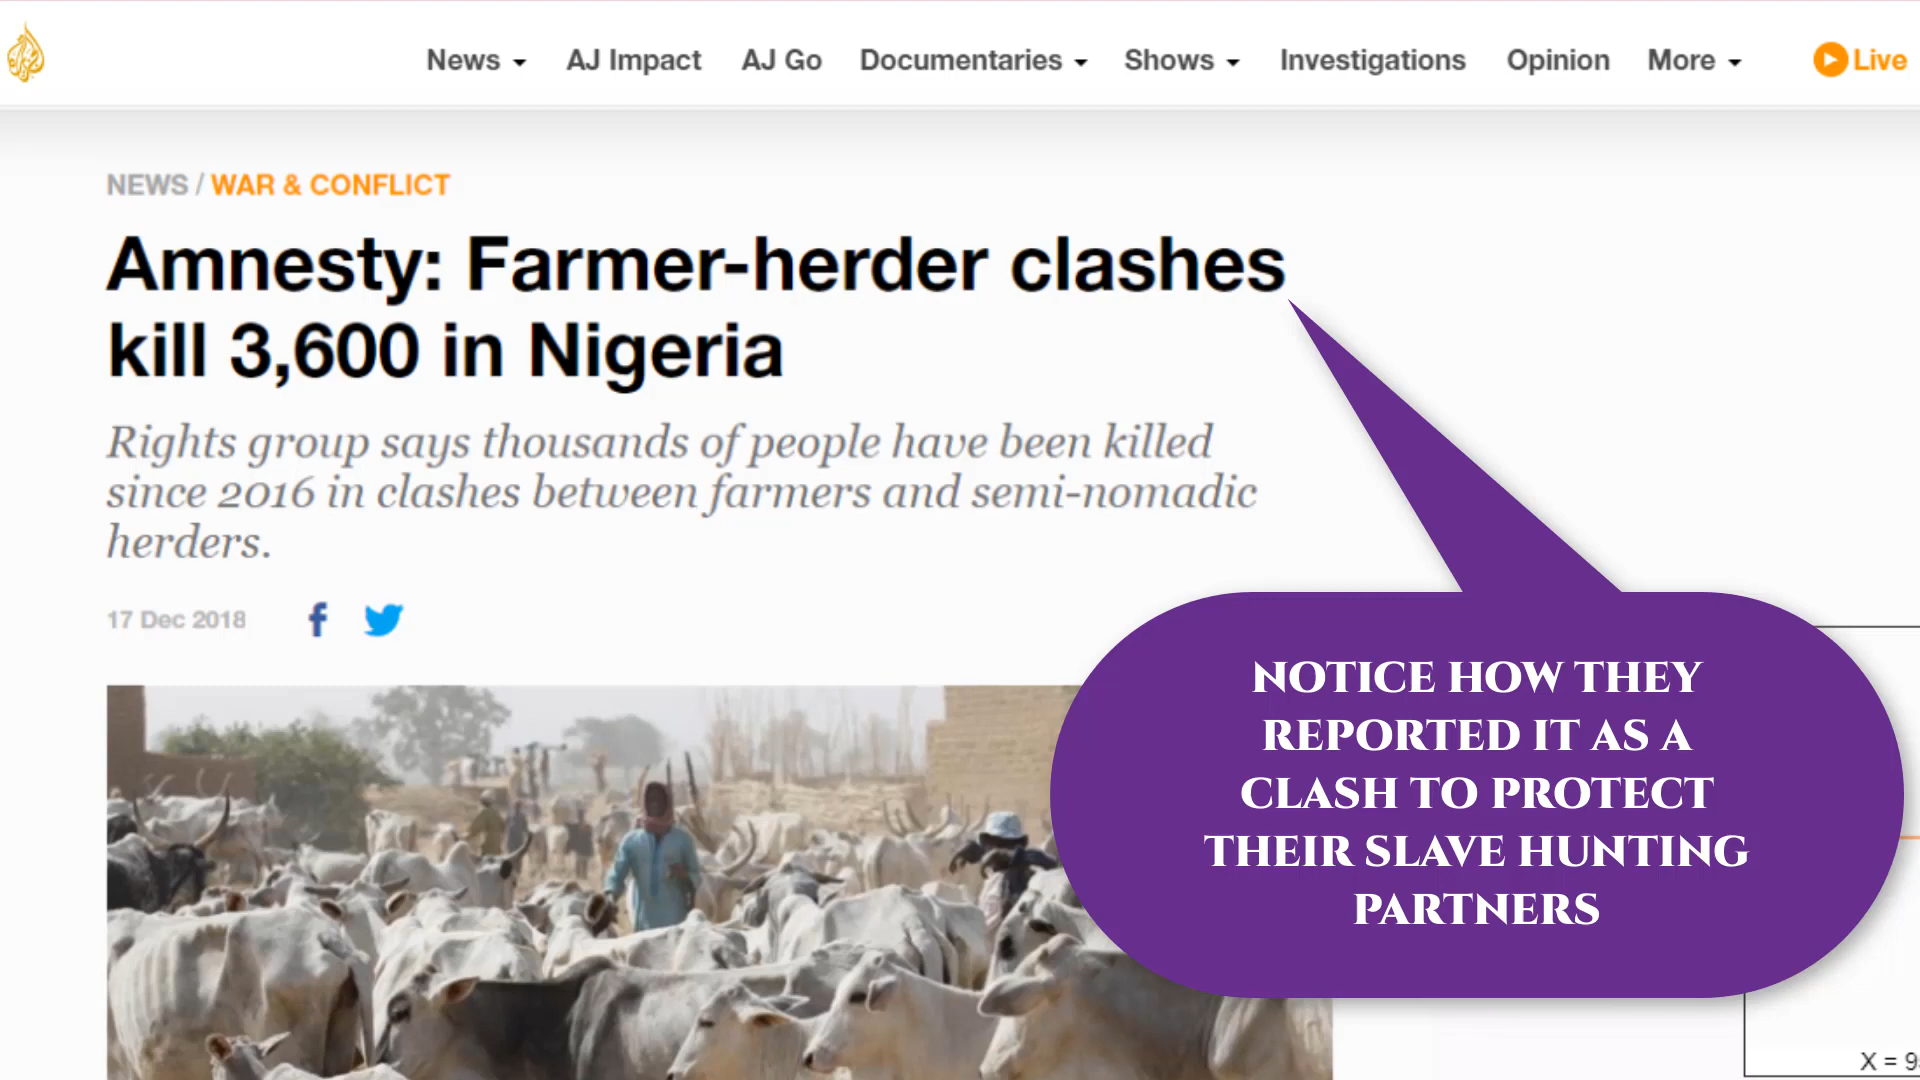 News AJ Impact AJ Go Documentaries Shows Investigations Opinion More Live
NEWS / WAR & CONFLICT
Amnesty: Farmer-herder clashes
kill 3,600 in Nigeria
Rights group says thousands of people have been killed
since 2016 in clashes between farmers and semi-nomadic
herders.
17 Dec 2018
NOTICE HOW THEY
REPORTED IT AS A
CLASH TO PROTECT
THEIR SLAVE HUNTING
PARTNERS
X = 9